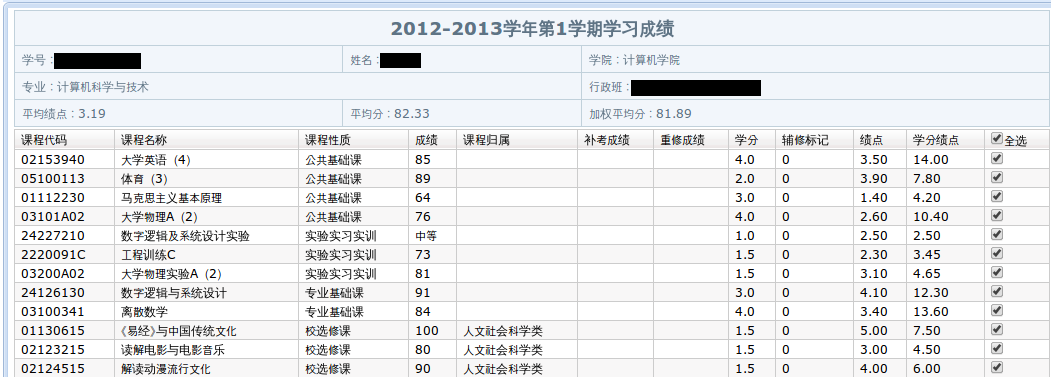 2012-2013学年第1学期学习成绩
学号： 姓名： 学院：计算机学院
专业：计算机科学与技术 行政班：
平均绩点：3.19 平均分：82.33 加权平均分：81.89
课程代码 课程名称 课程性质 成绩 课程归属 补考成绩 重修成绩 学分 辅修标记 绩点 学分绩点 全选
02153940 大学英语（4） 公共基础课 85 4.0 0 3.50 14.00
05100113 体育（3） 公共基础课 89 2.0 0 3.90 7.80
01112230 马克思主义基本原理 公共基础课 64 3.0 0 1.40 4.20
03101A02 大学物理A（2） 公共基础课 76 4.0 0 2.60 10.40
24227210 数字逻辑及系统设计实验 实验实习实训 中等 1.0 0 2.50 2.50
2220091C 工程训练C 实验实习实训 73 1.5 0 2.30 3.45
03200A02 大学物理实验A（2） 实验实习实训 81 1.5 0 3.10 4.65
24126130 数字逻辑与系统设计 专业基础课 91 3.0 0 4.10 12.30
03100341 离散数学 专业基础课 84 4.0 0 3.40 13.60
01130615 《易经》与中国传统文化 校选修课 100 人文社会科学类 1.5 0 5.00 7.50
02123215 读解电影与电影音乐 校选修课 80 人文社会科学类 1.5 0 3.00 4.50
02124515 解读动漫流行文化 校选修课 90 人文社会科学类 1.5 0 4.00 6.00